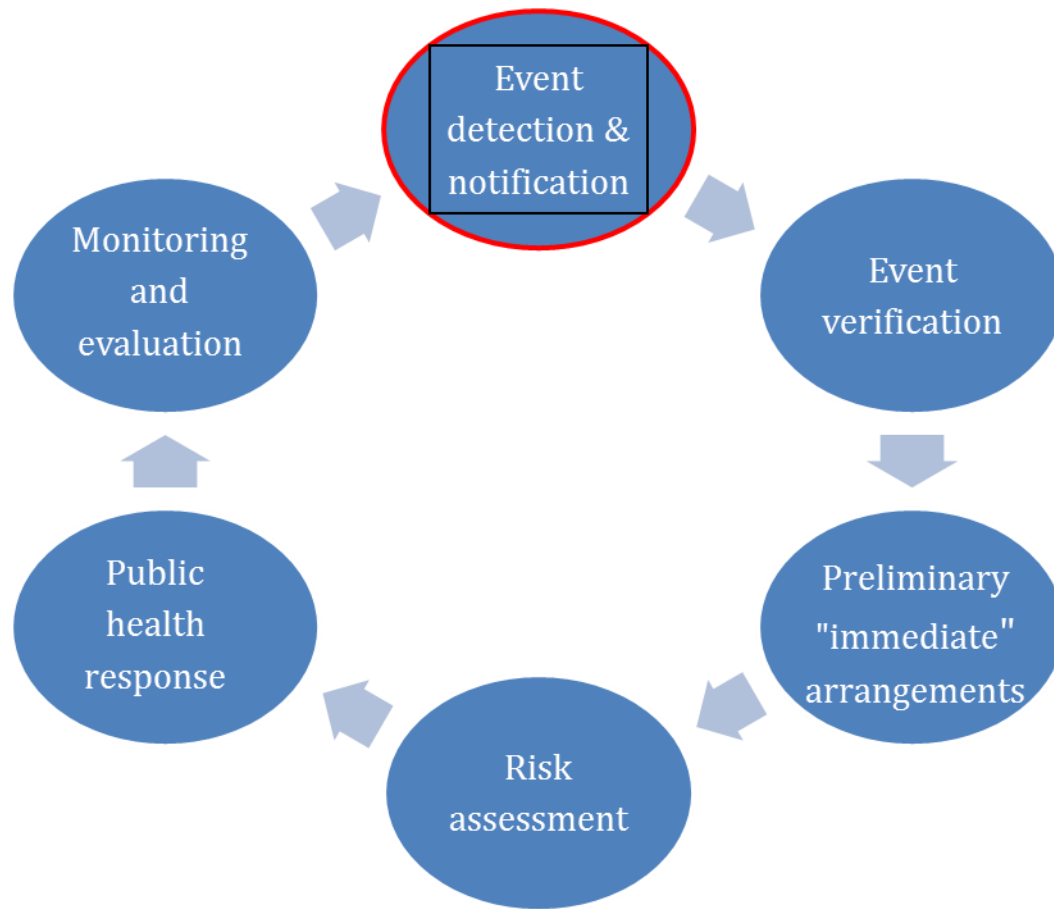 Event
detection &
notification
Event
verification
Preliminary
"immediate"
arrangements
Risk
assessment
Public
health
response
Monitoring
and
evaluation